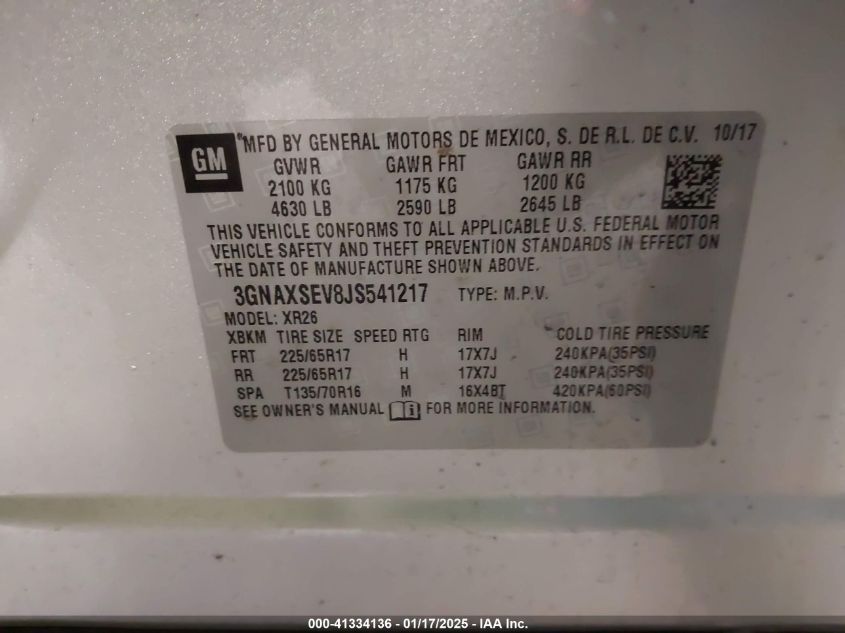 GM "MFD BY GENERAL MOTORS DE MEXICO, S. DE R.L. DE C.V. 10/17
GVWR GAWR FRT GAWR RR
2100 KG 1175 KG 1200 KG
4630 LB 2590 LB 2645 LB
THIS VEHICLE CONFORMS TO ALL APPLICABLE U.S. FEDERAL MOTOR
VEHICLE SAFETY AND THEFT PREVENTION STANDARDS IN EFFECT ON
THE DATE OF MANUFACTURE SHOWN ABOVE.
3GNAXSEV8JS541217 TYPE: M.P.V.
MODEL: XR26
XBKM TIRE SIZE SPEED RTG RIM COLD TIRE PRESSURE
FRT 225/65R17 H 17X7J 240KPA(35PSI)
RR 225/65R17 H 17X7J 240KPA(35PSI)
SPA T135/70R16 M 16X4BT 420KPA(60PSI)
SEE OWNER'S MANUAL FOR MORE INFORMATION.
000-41334136 - 01/17/2025 - IAA Inc.